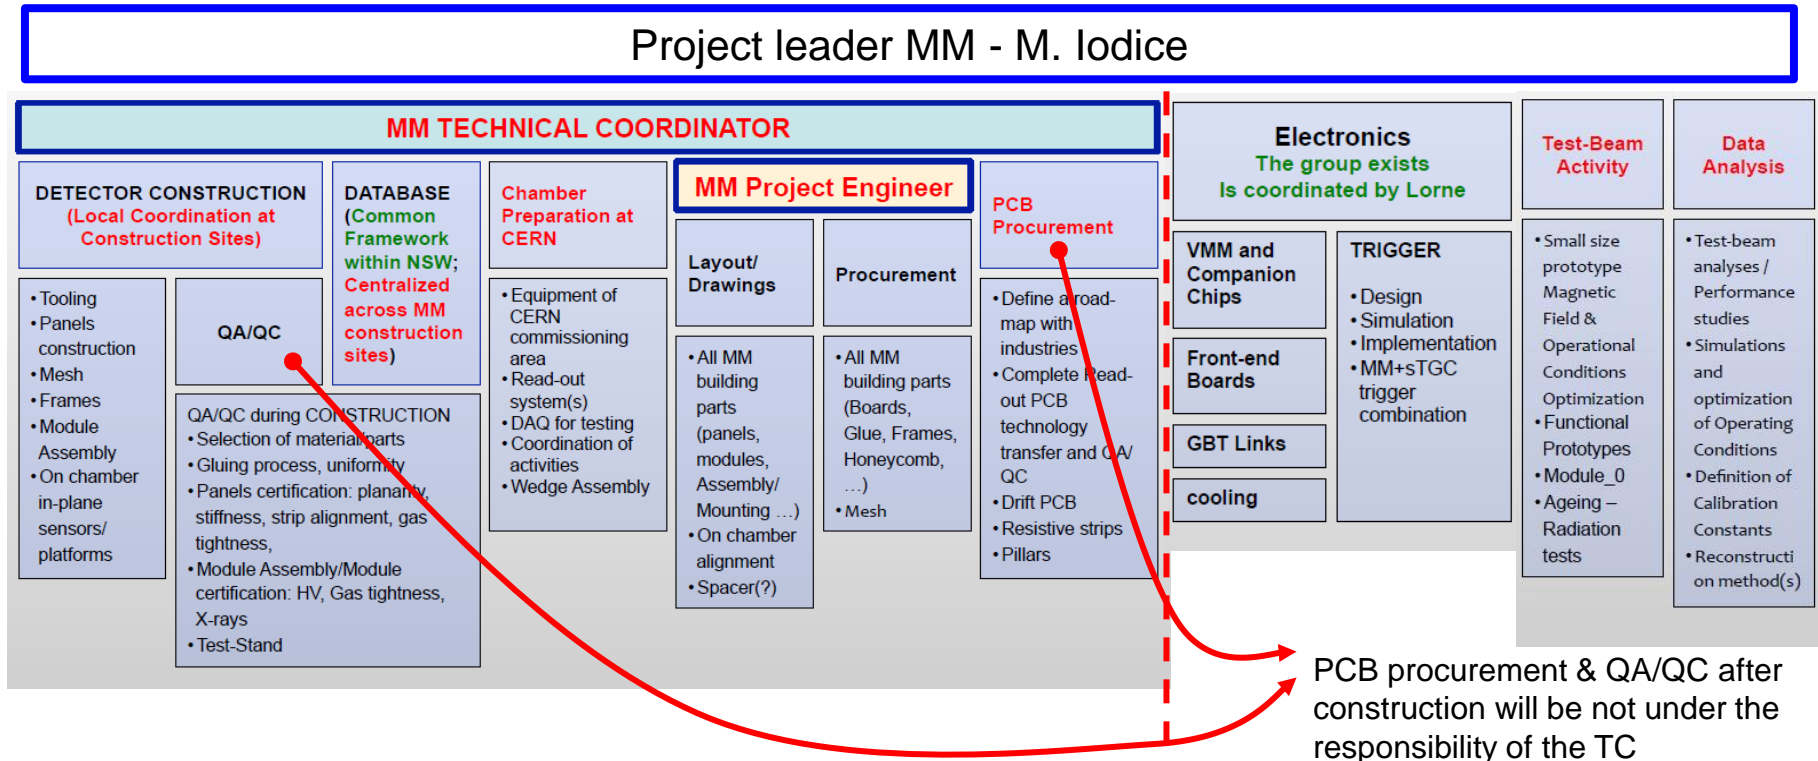 Project leader MM - M. Iodice
MM TECHNICAL COORDINATOR
DETECTOR CONSTRUCTION
(Local Coordination at
Construction Sites)
• Tooling
• Panels
construction
• Mesh
• Frames
• Module
Assembly
• On chamber
in-plane
sensors/
platforms
QA/QC
QA/QC during CONSTRUCTION
• Selection of material/parts
• Gluing process, uniformity
• Panels certification: planarity,
stiffness, strip alignment, gas
tightness,
• Module Assembly/Module
certification: HV, Gas tightness,
X-rays
• Test-Stand
DATABASE
(Common
Framework
within NSW;
Centralized
across MM
construction
sites)
Chamber
Preparation at
CERN
• Equipment of
CERN
commissioning
area
• Read-out
system(s)
• DAQ for testing
• Coordination of
activities
• Wedge Assembly
MM Project Engineer
Layout/
Drawings
• All MM
building
parts
(panels,
modules,
Assembly/
Mounting …)
• On chamber
alignment
• Spacer(?)
Procurement
• All MM
building parts
(Boards,
Glue, Frames,
Honeycomb,
…)
• Mesh
PCB
Procurement
• Define a road-
map with
industries
• Complete Read-
out PCB
technology
transfer and QA/
QC
• Drift PCB
• Resistive strips
• Pillars
Electronics
The group exists
Is coordinated by Lorne
VMM and
Companion
Chips
Front-end
Boards
GBT Links
cooling
TRIGGER
• Design
• Simulation
• Implementation
• MM+sTGC
trigger
combination
Test-Beam
Activity
• Small size
prototype
Magnetic
Field &
Operational
Conditions
Optimization
• Functional
Prototypes
• Module_0
• Ageing –
Radiation
tests
Data
Analysis
• Test-beam
analyses /
Performance
studies
• Simulations
and
optimization
of Operating
Conditions
• Definition of
Calibration
Constants
• Reconstructi
on method(s)
PCB procurement & QA/QC after
construction will be not under the
responsibility of the TC